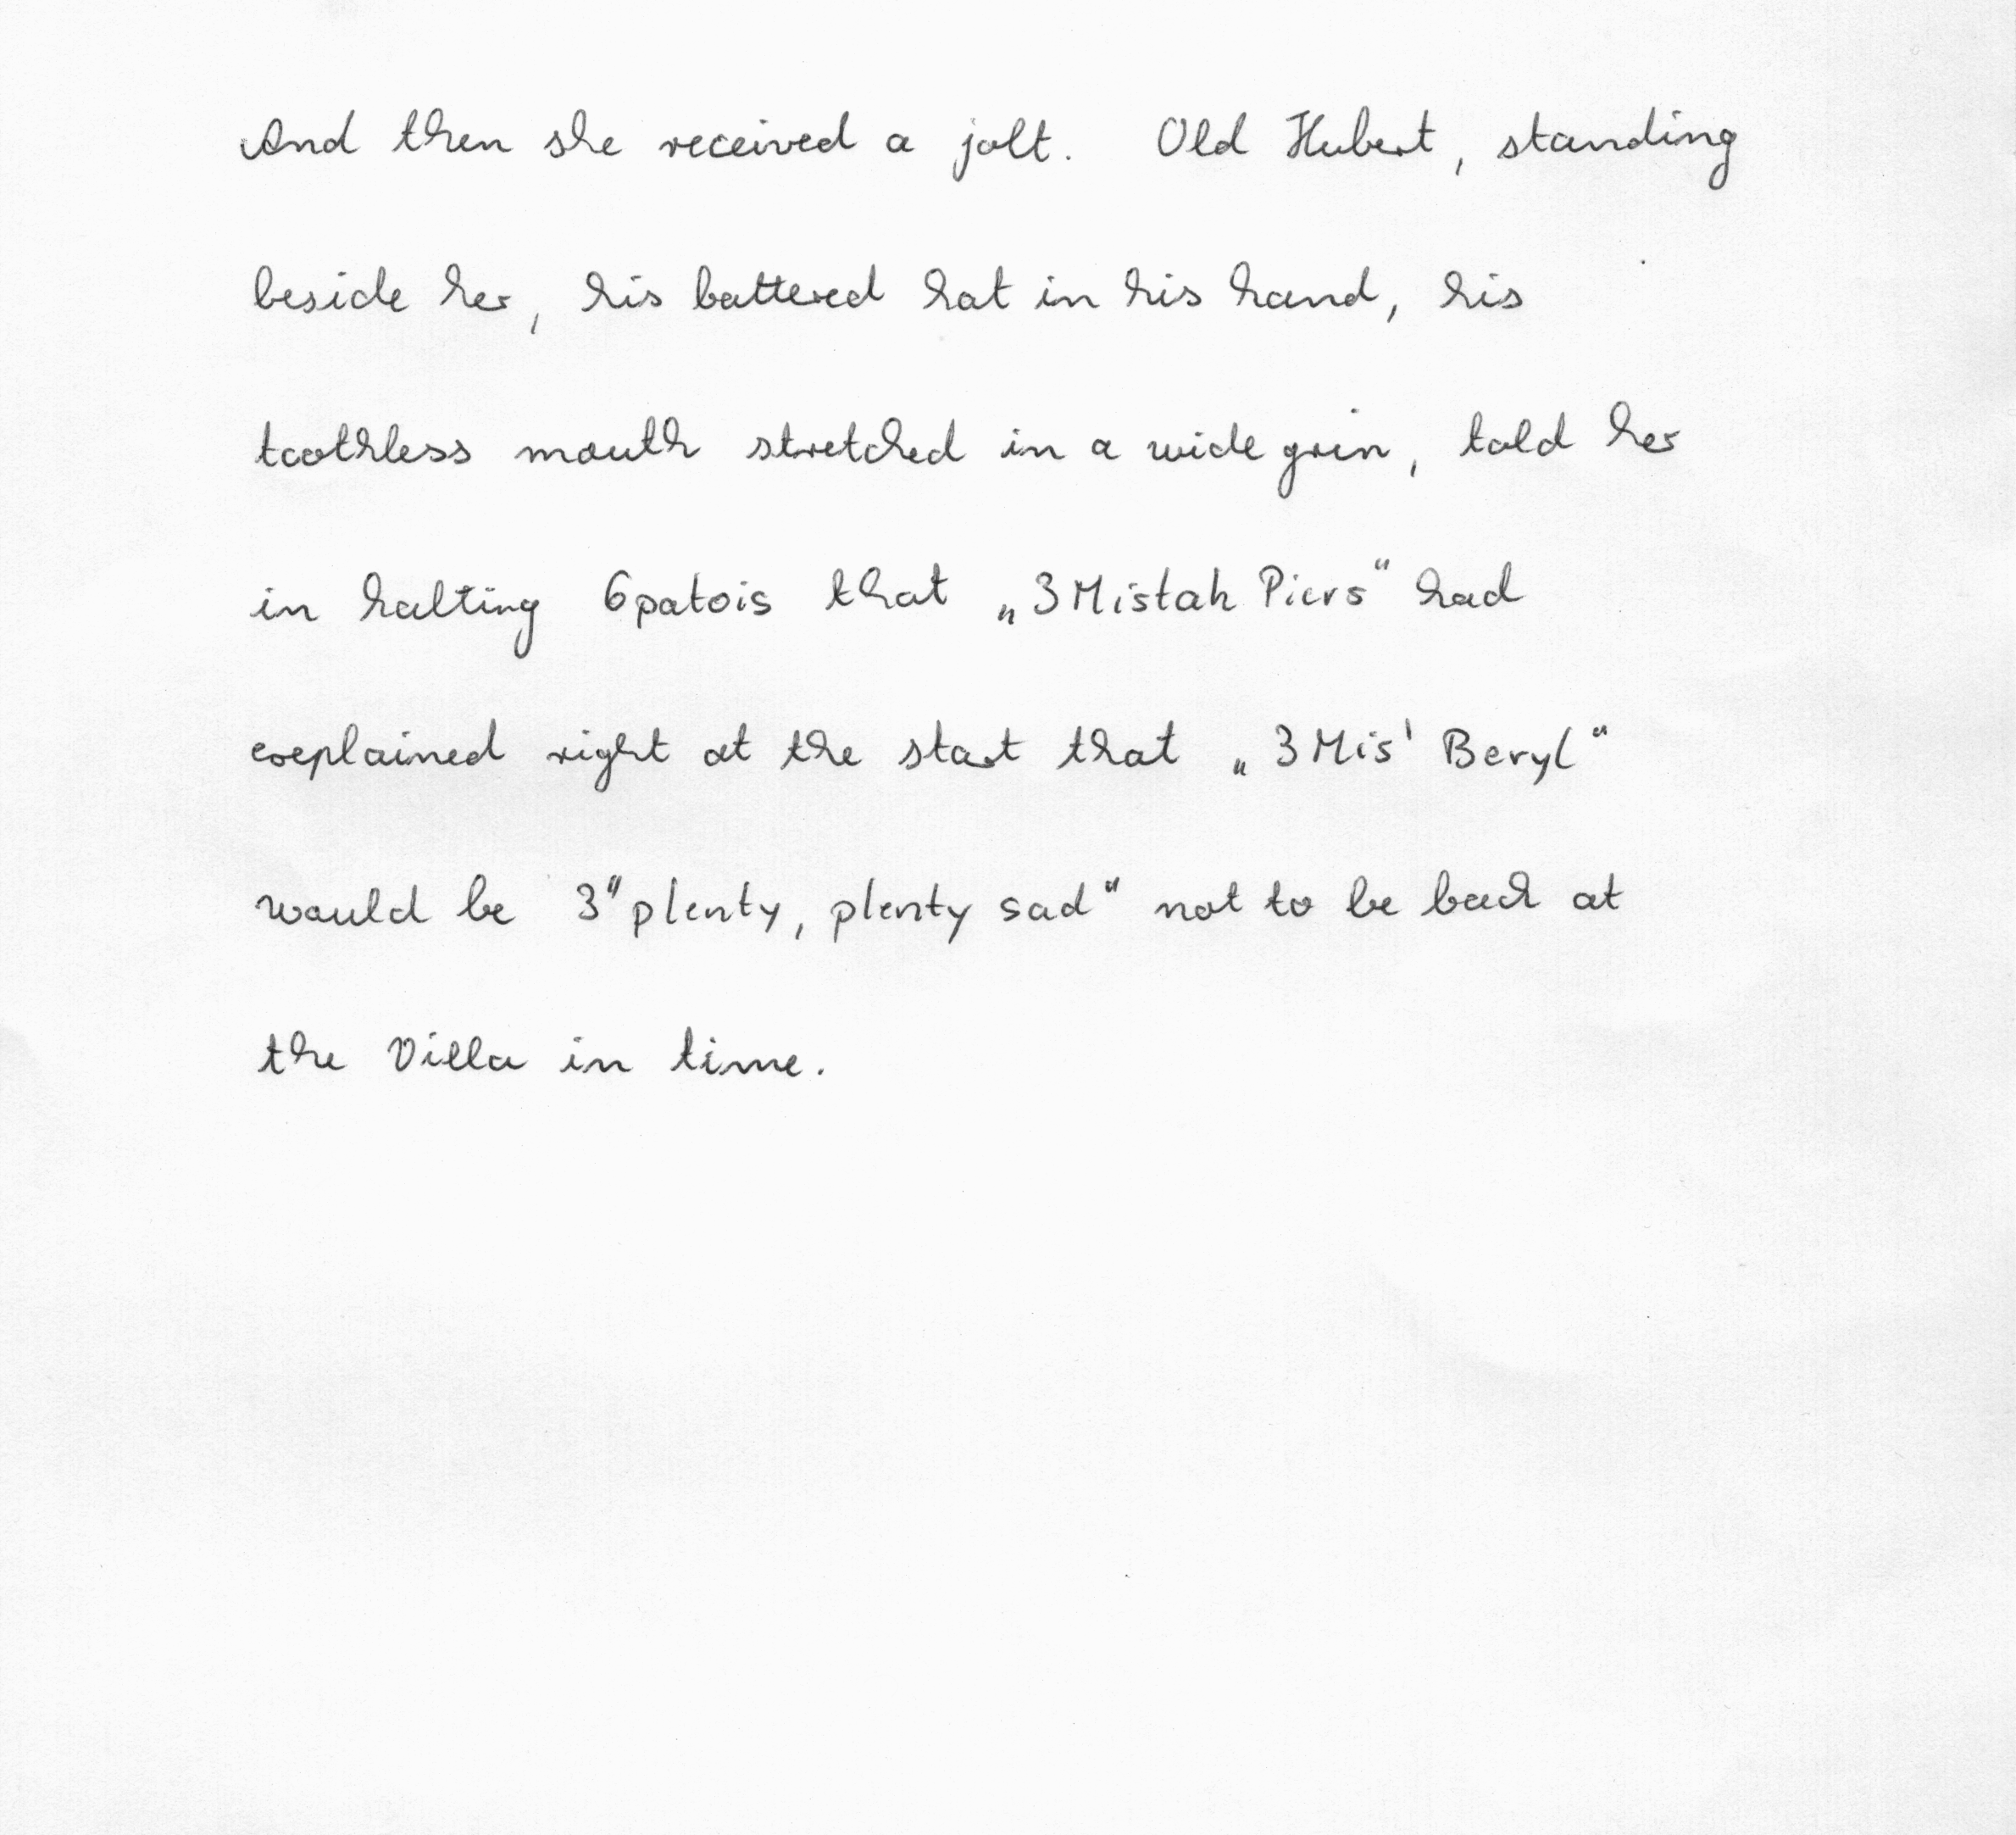 And then she received a jolt. Old Hubert, standing
beside her, his battered hat in his hand, his
toothless mouth stretched in a wide grin, told her
in halting 6patois that „3Mistah Piers“ had
explained right at the start that „3Mis' Beryl“
would be 3"plenty, plenty sad“ not to be back at
the Villa in time.